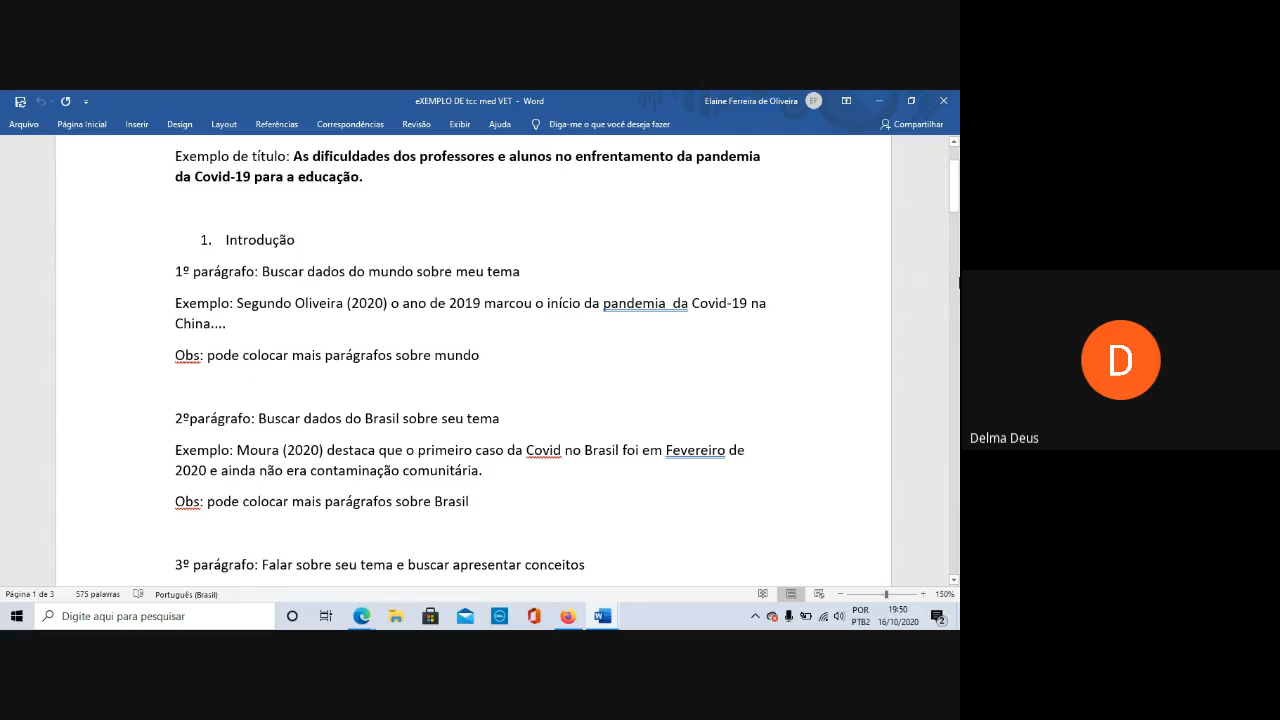 eXEMPLO DE tcc med VET - Word
Elaine Ferreira de Oliveira
EF
Arquivo
Página Inicial
Inserir
Design
Layout
Referências
Correspondências
Revisão
Exibir
Ajuda
Diga-me o que você deseja fazer
Compartilhar
Exemplo de título: As dificuldades dos professores e alunos no enfrentamento da pandemia
da Covid-19 para a educação.
1. Introdução
1º parágrafo: Buscar dados do mundo sobre meu tema
Exemplo: Segundo Oliveira (2020) o ano de 2019 marcou o início da pandemia  da Covid-19 na
China....
Obs: pode colocar mais parágrafos sobre mundo
2ºparágrafo: Buscar dados do Brasil sobre seu tema
Exemplo: Moura (2020) destaca que o primeiro caso da Covid no Brasil foi em Fevereiro de
2020 e ainda não era contaminação comunitária.
Obs: pode colocar mais parágrafos sobre Brasil
3º parágrafo: Falar sobre seu tema e buscar apresentar conceitos
Página 1 de 3
575 palavras
Português (Brasil)
150%
Digite aqui para pesquisar
POR
PTB2
19:50
16/10/2020
2
D
Delma Deus